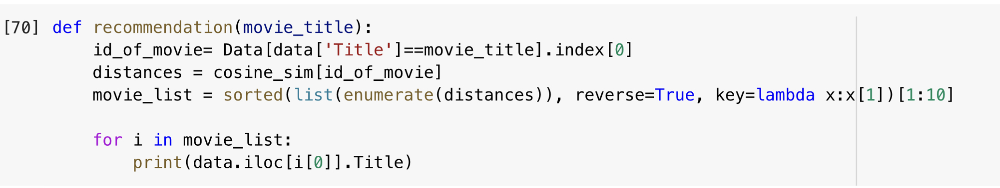 [70] def recommendation(movie_title):
    id_of_movie= Data[data['Title']==movie_title].index[0]
    distances = cosine_sim[id_of_movie]
    movie_list = sorted(list(enumerate(distances)), reverse=True, key=lambda x:x[1])[1:10]

    for i in movie_list:
        print(data.iloc[i[0]].Title)